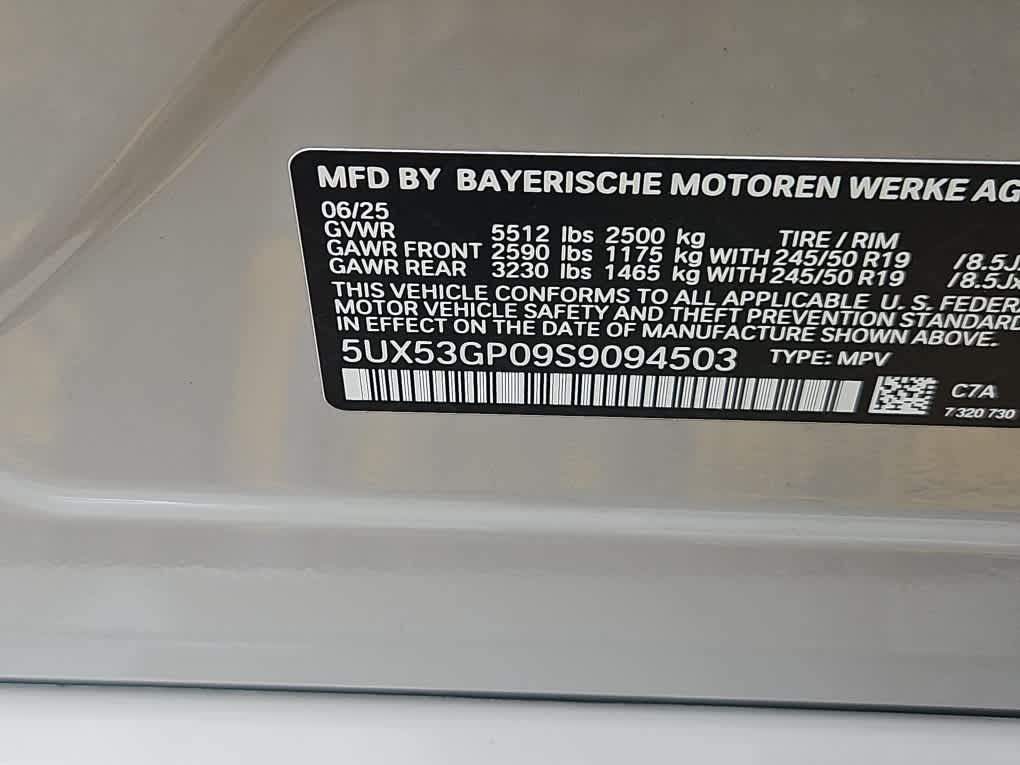 MFD BY BAYERISCHE MOTOREN WERKE AG
06/25
GVWR 5512 lbs 2500 kg TIRE / RIM
GAWR FRONT 2590 lbs 1175 kg WITH 245/50 R19 /8.5J
GAWR REAR 3230 lbs 1465 kg WITH 245/50 R19 /8.5Jx
THIS VEHICLE CONFORMS TO ALL APPLICABLE U. S. FEDER
MOTOR VEHICLE SAFETY AND THEFT PREVENTION STANDARD
IN EFFECT ON THE DATE OF MANUFACTURE SHOWN ABOVE.
5UX53GP09S9094503 TYPE: MPV
C7A
7 320 730